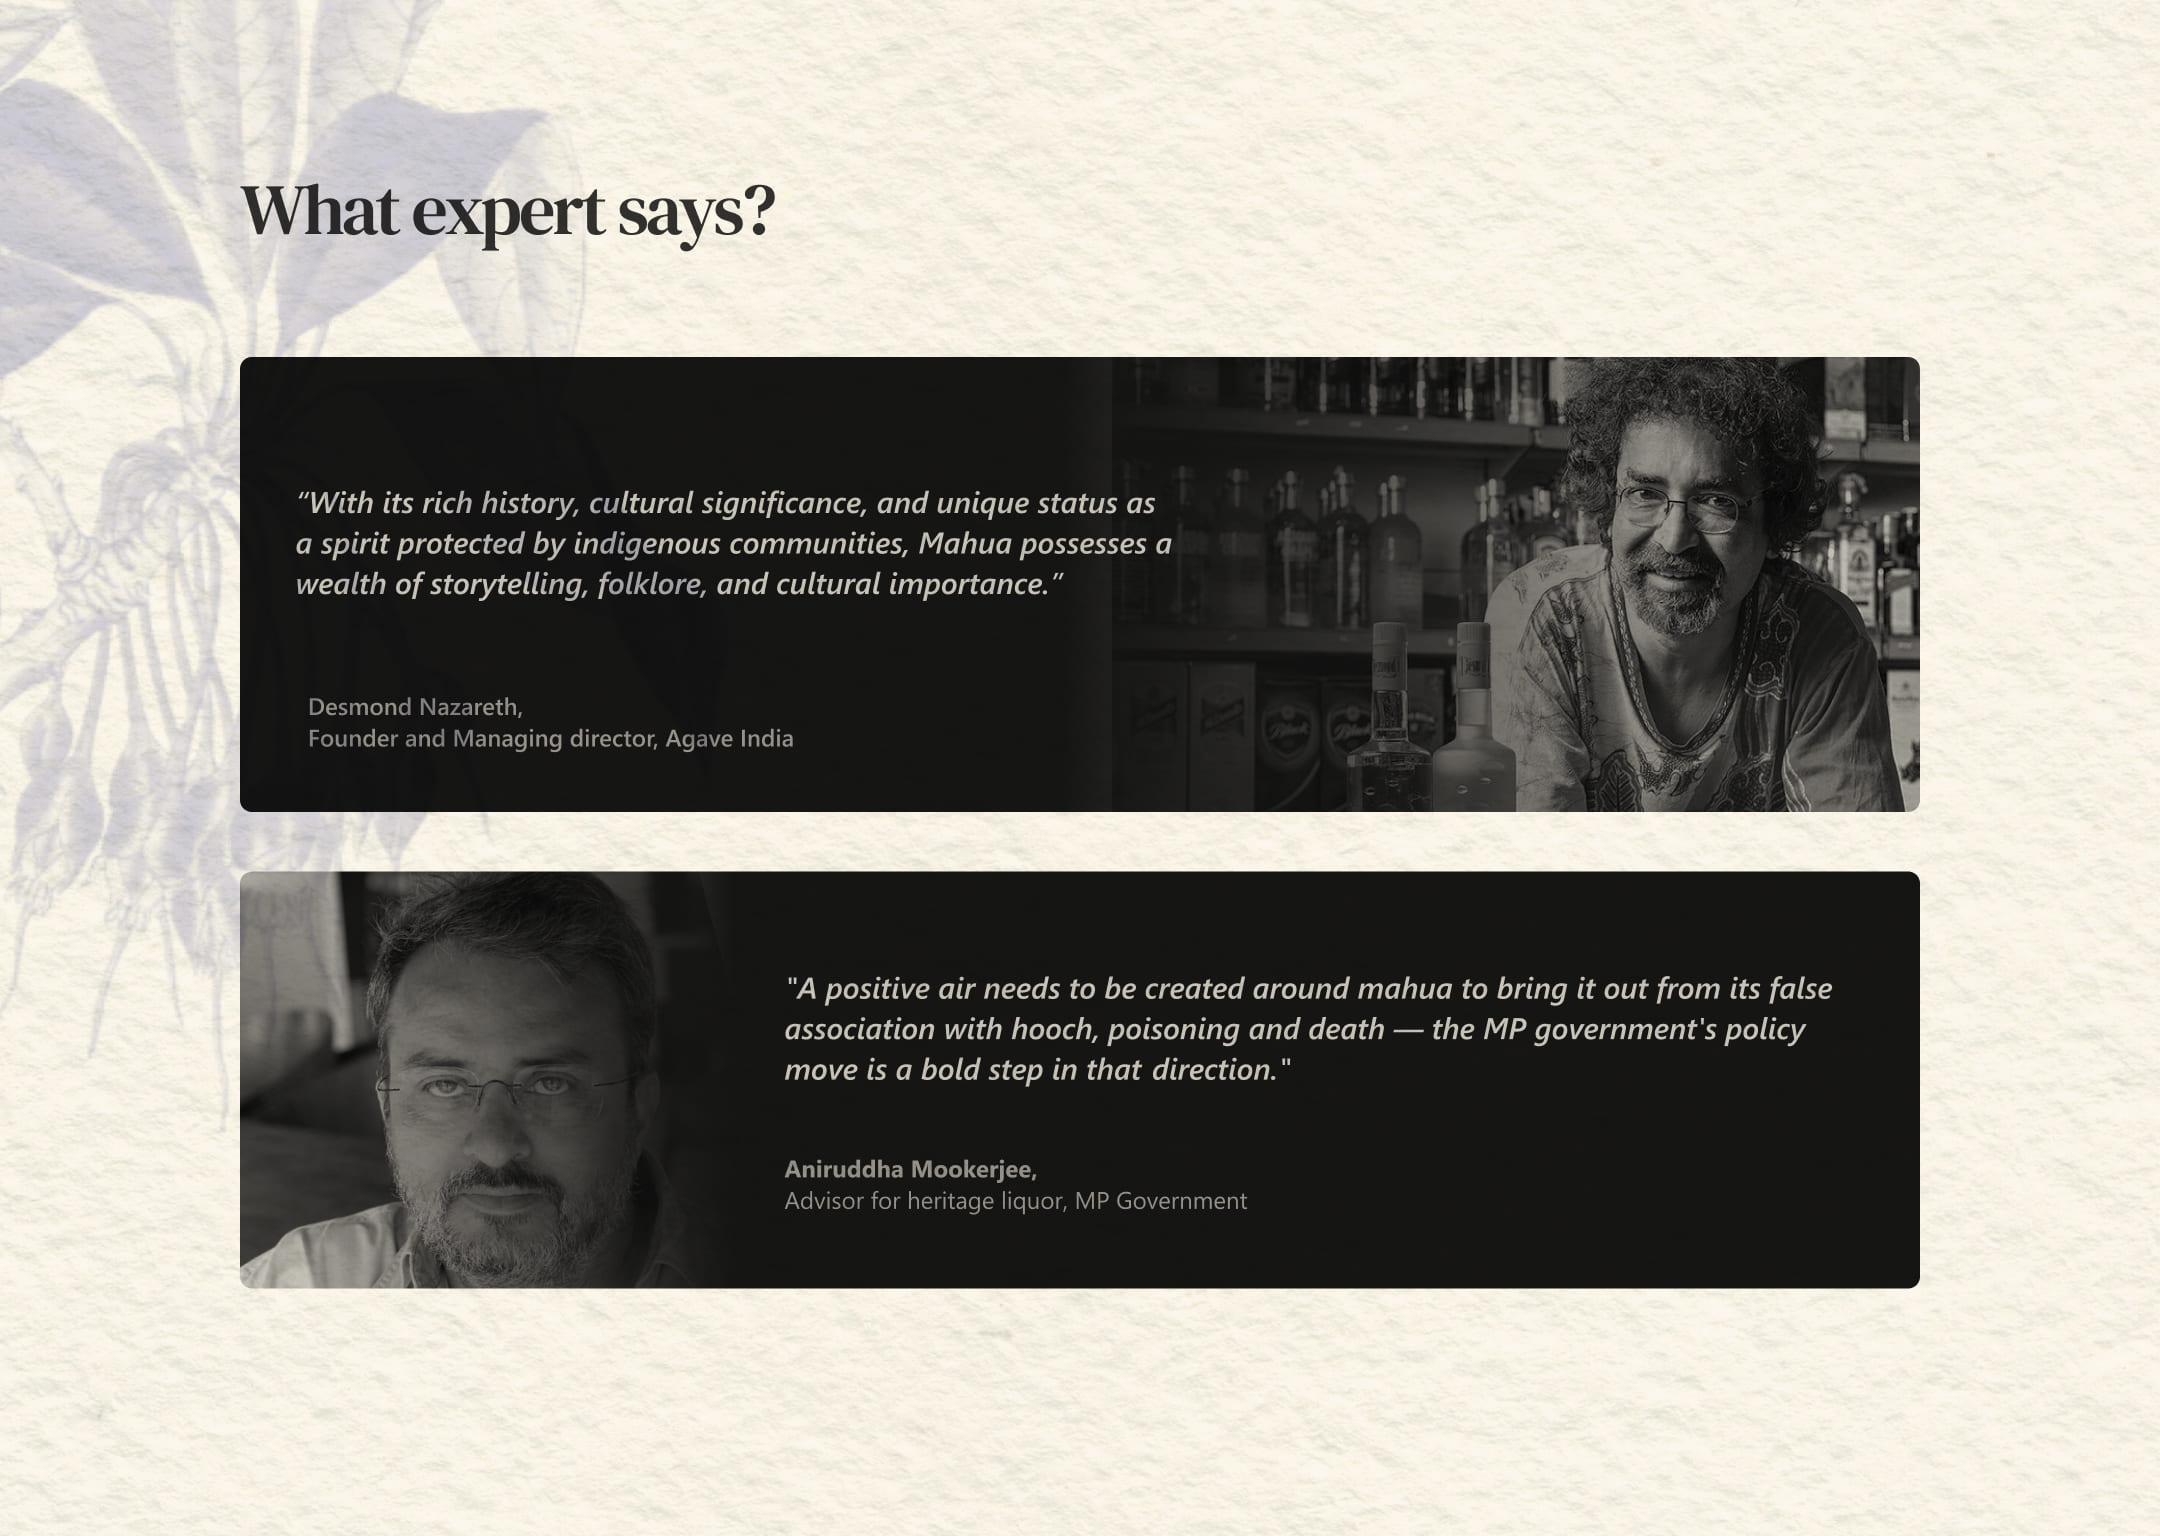 What expert says?
“With its rich history, cultural significance, and unique status as
a spirit protected by indigenous communities, Mahua possesses a
wealth of storytelling, folklore, and cultural importance.”
Desmond Nazareth,
Founder and Managing director, Agave India
"A positive air needs to be created around mahua to bring it out from its false
association with hooch, poisoning and death — the MP government's policy
move is a bold step in that direction."
Aniruddha Mookerjee,
Advisor for heritage liquor, MP Government